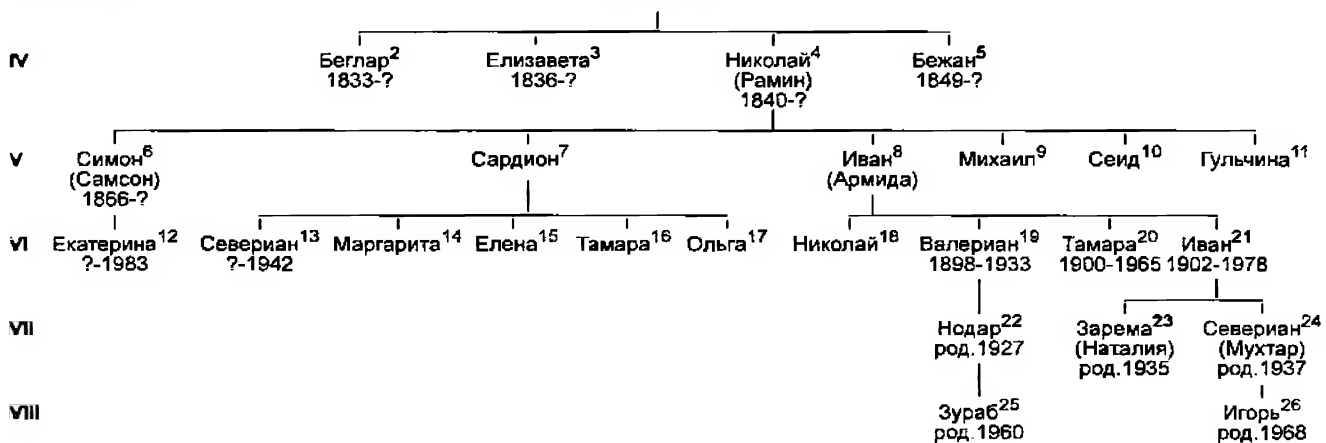 IV Беглар² Елизавета³ Николай⁴ Бежан⁵
1833-? 1836-? (Рамин) 1849-?
1840-?
V Симон⁶ Сардион⁷ Иван⁸ Михаил⁹ Сеид¹⁰ Гульчина¹¹
(Самсон) (Армида)
1866-?
VI Екатерина¹² Севериан¹³ Маргарита¹⁴ Елена¹⁵ Тамара¹⁶ Ольга¹⁷ Николай¹⁸ Валериан¹⁹ Тамара²⁰ Иван²¹
?-1983 ?-1942 1898-1933 1900-1965 1902-1978
VII Нодар²² Зарема²³ Севериан²⁴
род.1927 (Наталия) (Мухтар)
род.1935 род.1937
VIII Зураб²⁵ Игорь²⁶
род.1960 род.1968